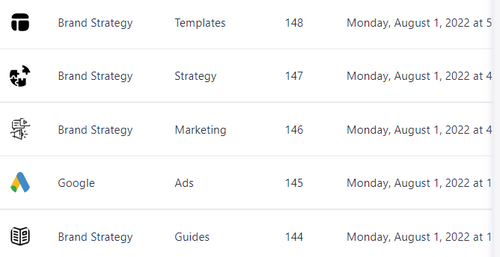 Brand Strategy Templates 148 Monday, August 1, 2022 at 5
Brand Strategy Strategy 147 Monday, August 1, 2022 at 4
Brand Strategy Marketing 146 Monday, August 1, 2022 at 4
Google Ads 145 Monday, August 1, 2022 at 1
Brand Strategy Guides 144 Monday, August 1, 2022 at 1